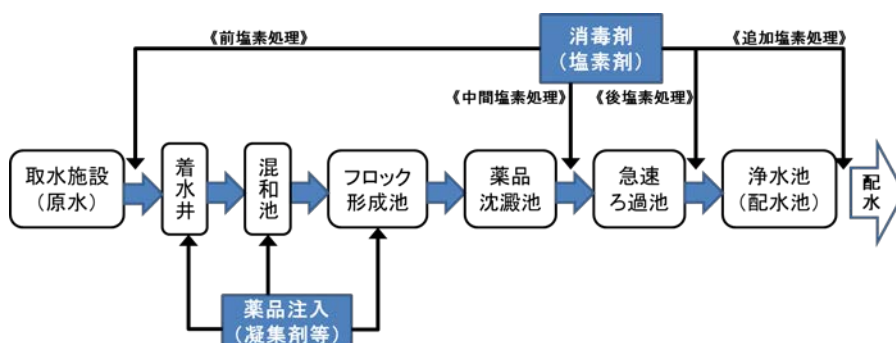 消毒剤
（塩素剤）
《前塩素処理》
《追加塩素処理》
《中間塩素処理》
《後塩素処理》
取水施設
（原水）
着水井
混和池
フロック
形成池
薬品
沈澱池
急速
ろ過池
浄水池
（配水池）
配水
薬品注入
（凝集剤等）